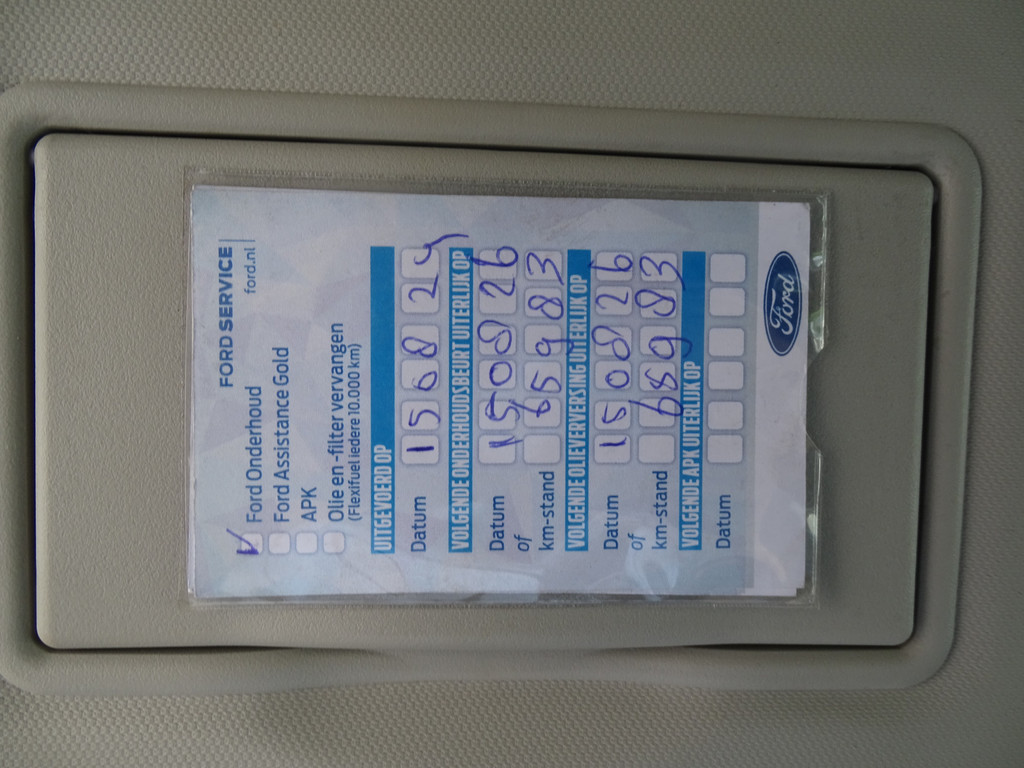 FORD SERVICE
ford.nl
Ford Onderhoud
Ford Assistance Gold
APK
Olie en -filter vervangen
(Flexifuel iedere 10.000 km)
UITGEVOERD OP
Datum 15 08 24
VOLGENDE ONDERHOUDSBEURT UITERLIJK OP
Datum 15 08 26
of
km-stand 65983
VOLGENDE OLIEVERVERSING UITERLIJK OP
Datum 15 08 26
of
km-stand 65983
VOLGENDE APK UITERLIJK OP
Datum
Ford